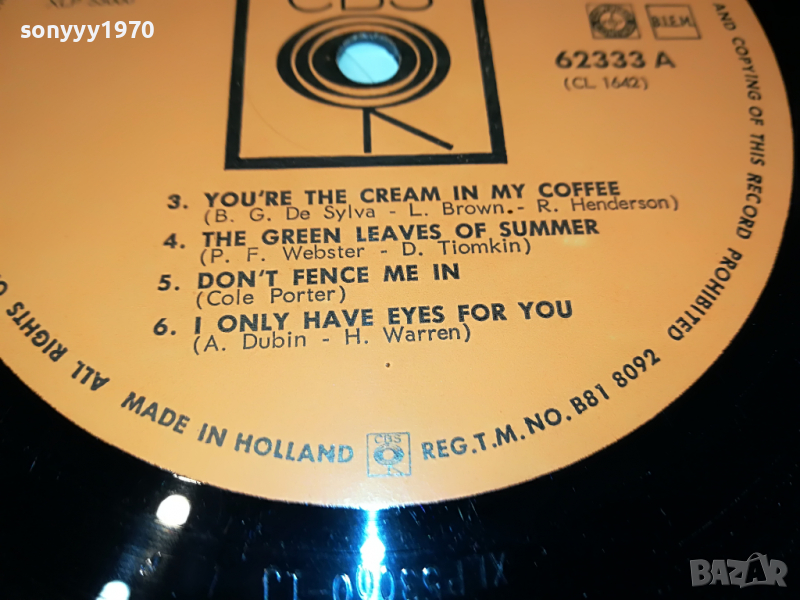 sonyyy1970
CBS
B.I.E.M.
62333 A
(CL 1642)
3. YOU'RE THE CREAM IN MY COFFEE
(B. G. De Sylva - L. Brown.- R. Henderson)
4. THE GREEN LEAVES OF SUMMER
(P. F. Webster - D. Tiomkin)
5. DON'T FENCE ME IN
(Cole Porter)
6. I ONLY HAVE EYES FOR YOU
(A. Dubin - H. Warren)
ALL RIGHTS
MADE IN HOLLAND
CBS
REG.T.M.NO.B81 8092
AND COPYING OF THIS RECORD PROHIBITED
BAZAR
bazar.bg